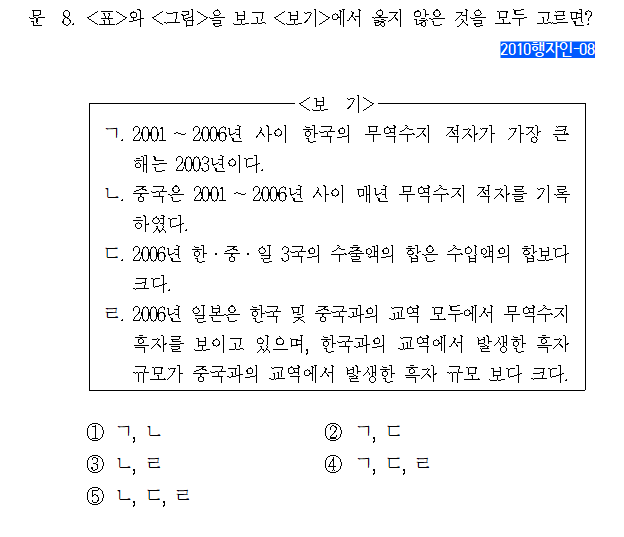 문 8. <표>와 <그림>을 보고 <보기>에서 옳지 않은 것을 모두 고르면?
2010행자인-08
<보 기>
ㄱ. 2001 ~ 2006년 사이 한국의 무역수지 적자가 가장 큰
해는 2003년이다.
ㄴ. 중국은 2001 ~ 2006년 사이 매년 무역수지 적자를 기록
하였다.
ㄷ. 2006년 한·중·일 3국의 수출액의 합은 수입액의 합보다
크다.
ㄹ. 2006년 일본은 한국 및 중국과의 교역 모두에서 무역수지
흑자를 보이고 있으며, 한국과의 교역에서 발생한 흑자
규모가 중국과의 교역에서 발생한 흑자 규모 보다 크다.
① ㄱ, ㄴ ② ㄱ, ㄷ
③ ㄴ, ㄹ ④ ㄱ, ㄷ, ㄹ
⑤ ㄴ, ㄷ, ㄹ